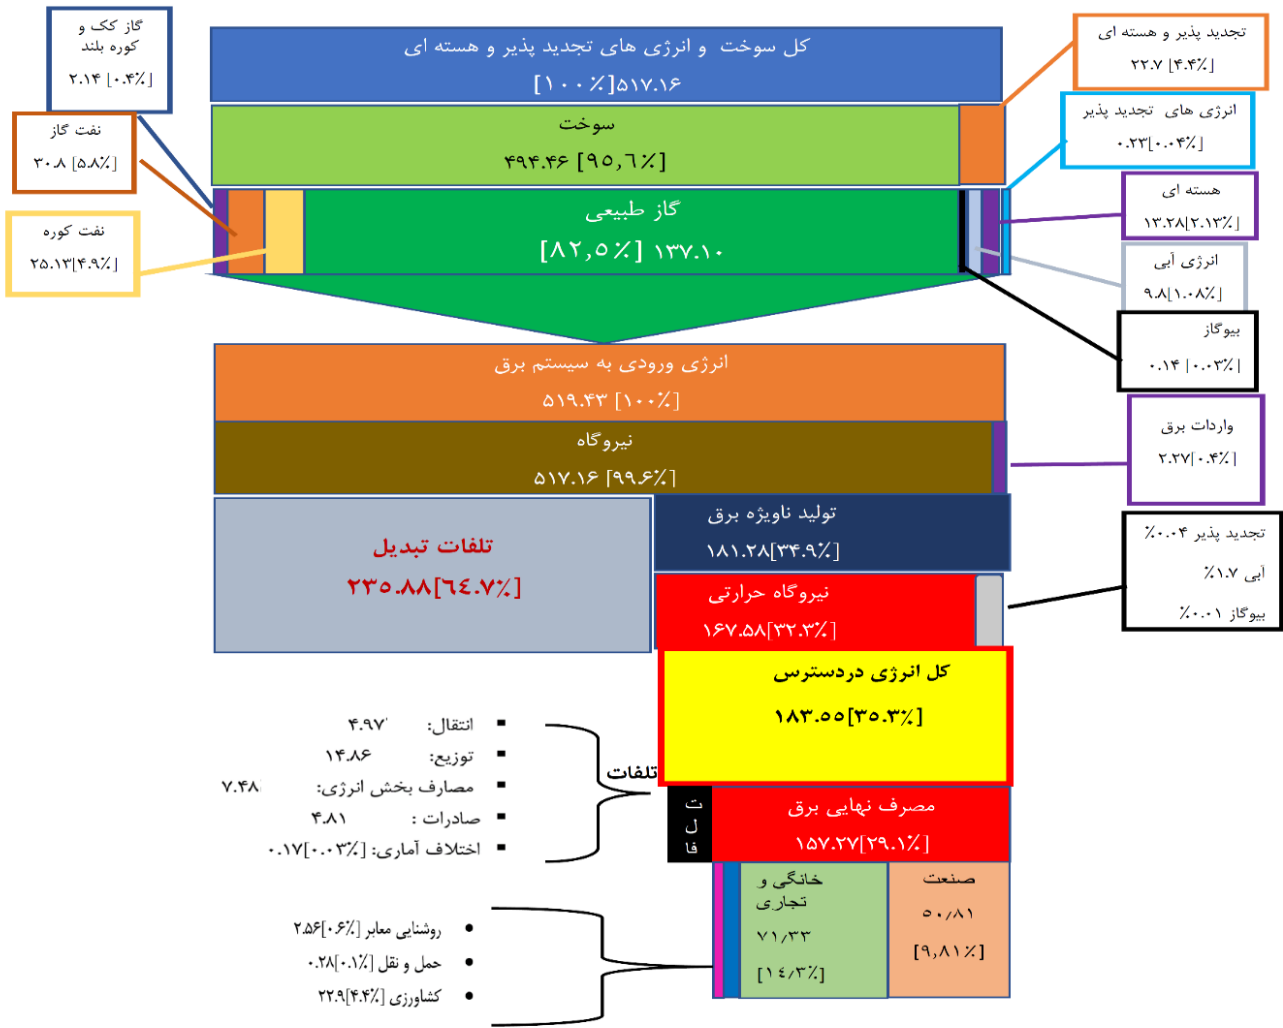 کل سوخت و انرژی های تجدید پذیر و هسته ای
۵۱۷.۱۶[۱۰۰٪]
سوخت
۴۹۴.۴۶ [۹۵,٦٪]
گاز طبیعی
۱۳۷.۱۰ [۸۲,۵٪]
گاز کک و
کوره بلند
۲.۱۴ [۰.۴٪]
نفت گاز
۳۰.۸ [۵.۸٪]
نفت کوره
۲۵.۱۳[۴.۹٪]
تجدید پذیر و هسته ای
۲۲.۷ [۴.۴٪]
انرژی های تجدید پذیر
۰.۲۳[۰.۰۴٪]
هسته ای
۱۳.۲۸[۲.۱۳٪]
انرژی آبی
۹.۸[۱.۰۸٪]
بیوگاز
۰.۱۴ [۰.۰۳٪]
انرژی ورودی به سیستم برق
۵۱۹.۴۳ [۱۰۰٪]
نیروگاه
۵۱۷.۱۶ [۹۹.۶٪]
واردات برق
۲.۲۷[۰.۴٪]
تلفات تبدیل
۲۳۵.۸۸[٦٤.۷٪]
تولید ناویژه برق
۱۸۱.۲۸[۳۴.۹٪]
نیروگاه حرارتی
۱۶۷.۵۸[۳۲.۳٪]
تجدید پذیر ۰.۰۴٪
آبی ۱.۷٪
بیوگاز ۰.۰۱٪
کل انرژی دردسترس
۱۸۳.۵۵[۳۵.۳٪]
تلفات
انتقال: ۴.۹۷
توزیع: ۱۴.۸۶
مصارف بخش انرژی: ۷.۴۸
صادرات : ۴.۸۱
اختلاف آماری: ۰.۱۷[۰.۰۳٪]
ت
ل
فا
مصرف نهایی برق
۱۵۷.۲۷[۲۹.۱٪]
صنعت
۵۰٫۸۱
[۹,۸۱٪]
خانگی و
تجاری
۷۱٫۳۳
[۱٤٫۳٪]
روشنایی معابر [۰.۶٪]۲.۵۶
حمل و نقل [۰.۱٪]۰.۲۸
کشاورزی [۴.۴٪]۲۲.۹